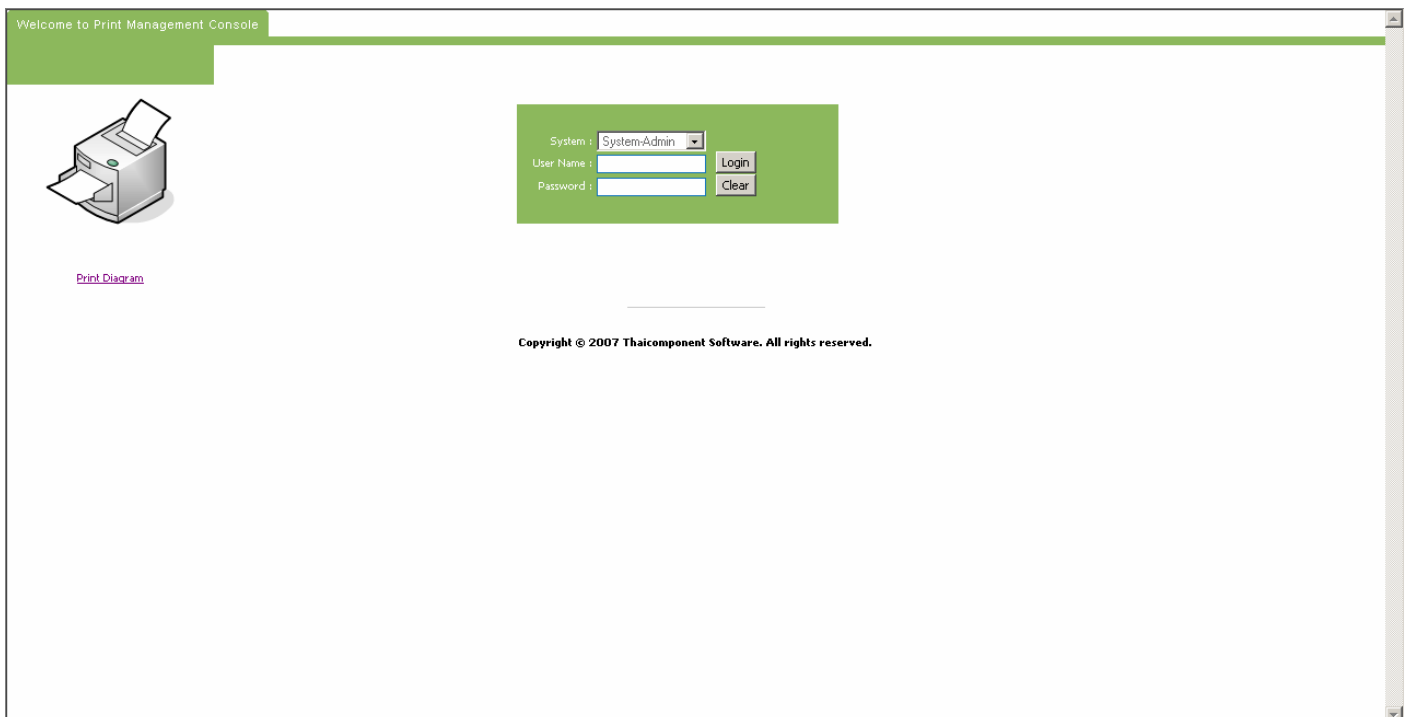 Welcome to Print Management Console
System : System-Admin
User Name : Login
Password : Clear
Print Diagram
Copyright © 2007 Thaicomponent Software. All rights reserved.